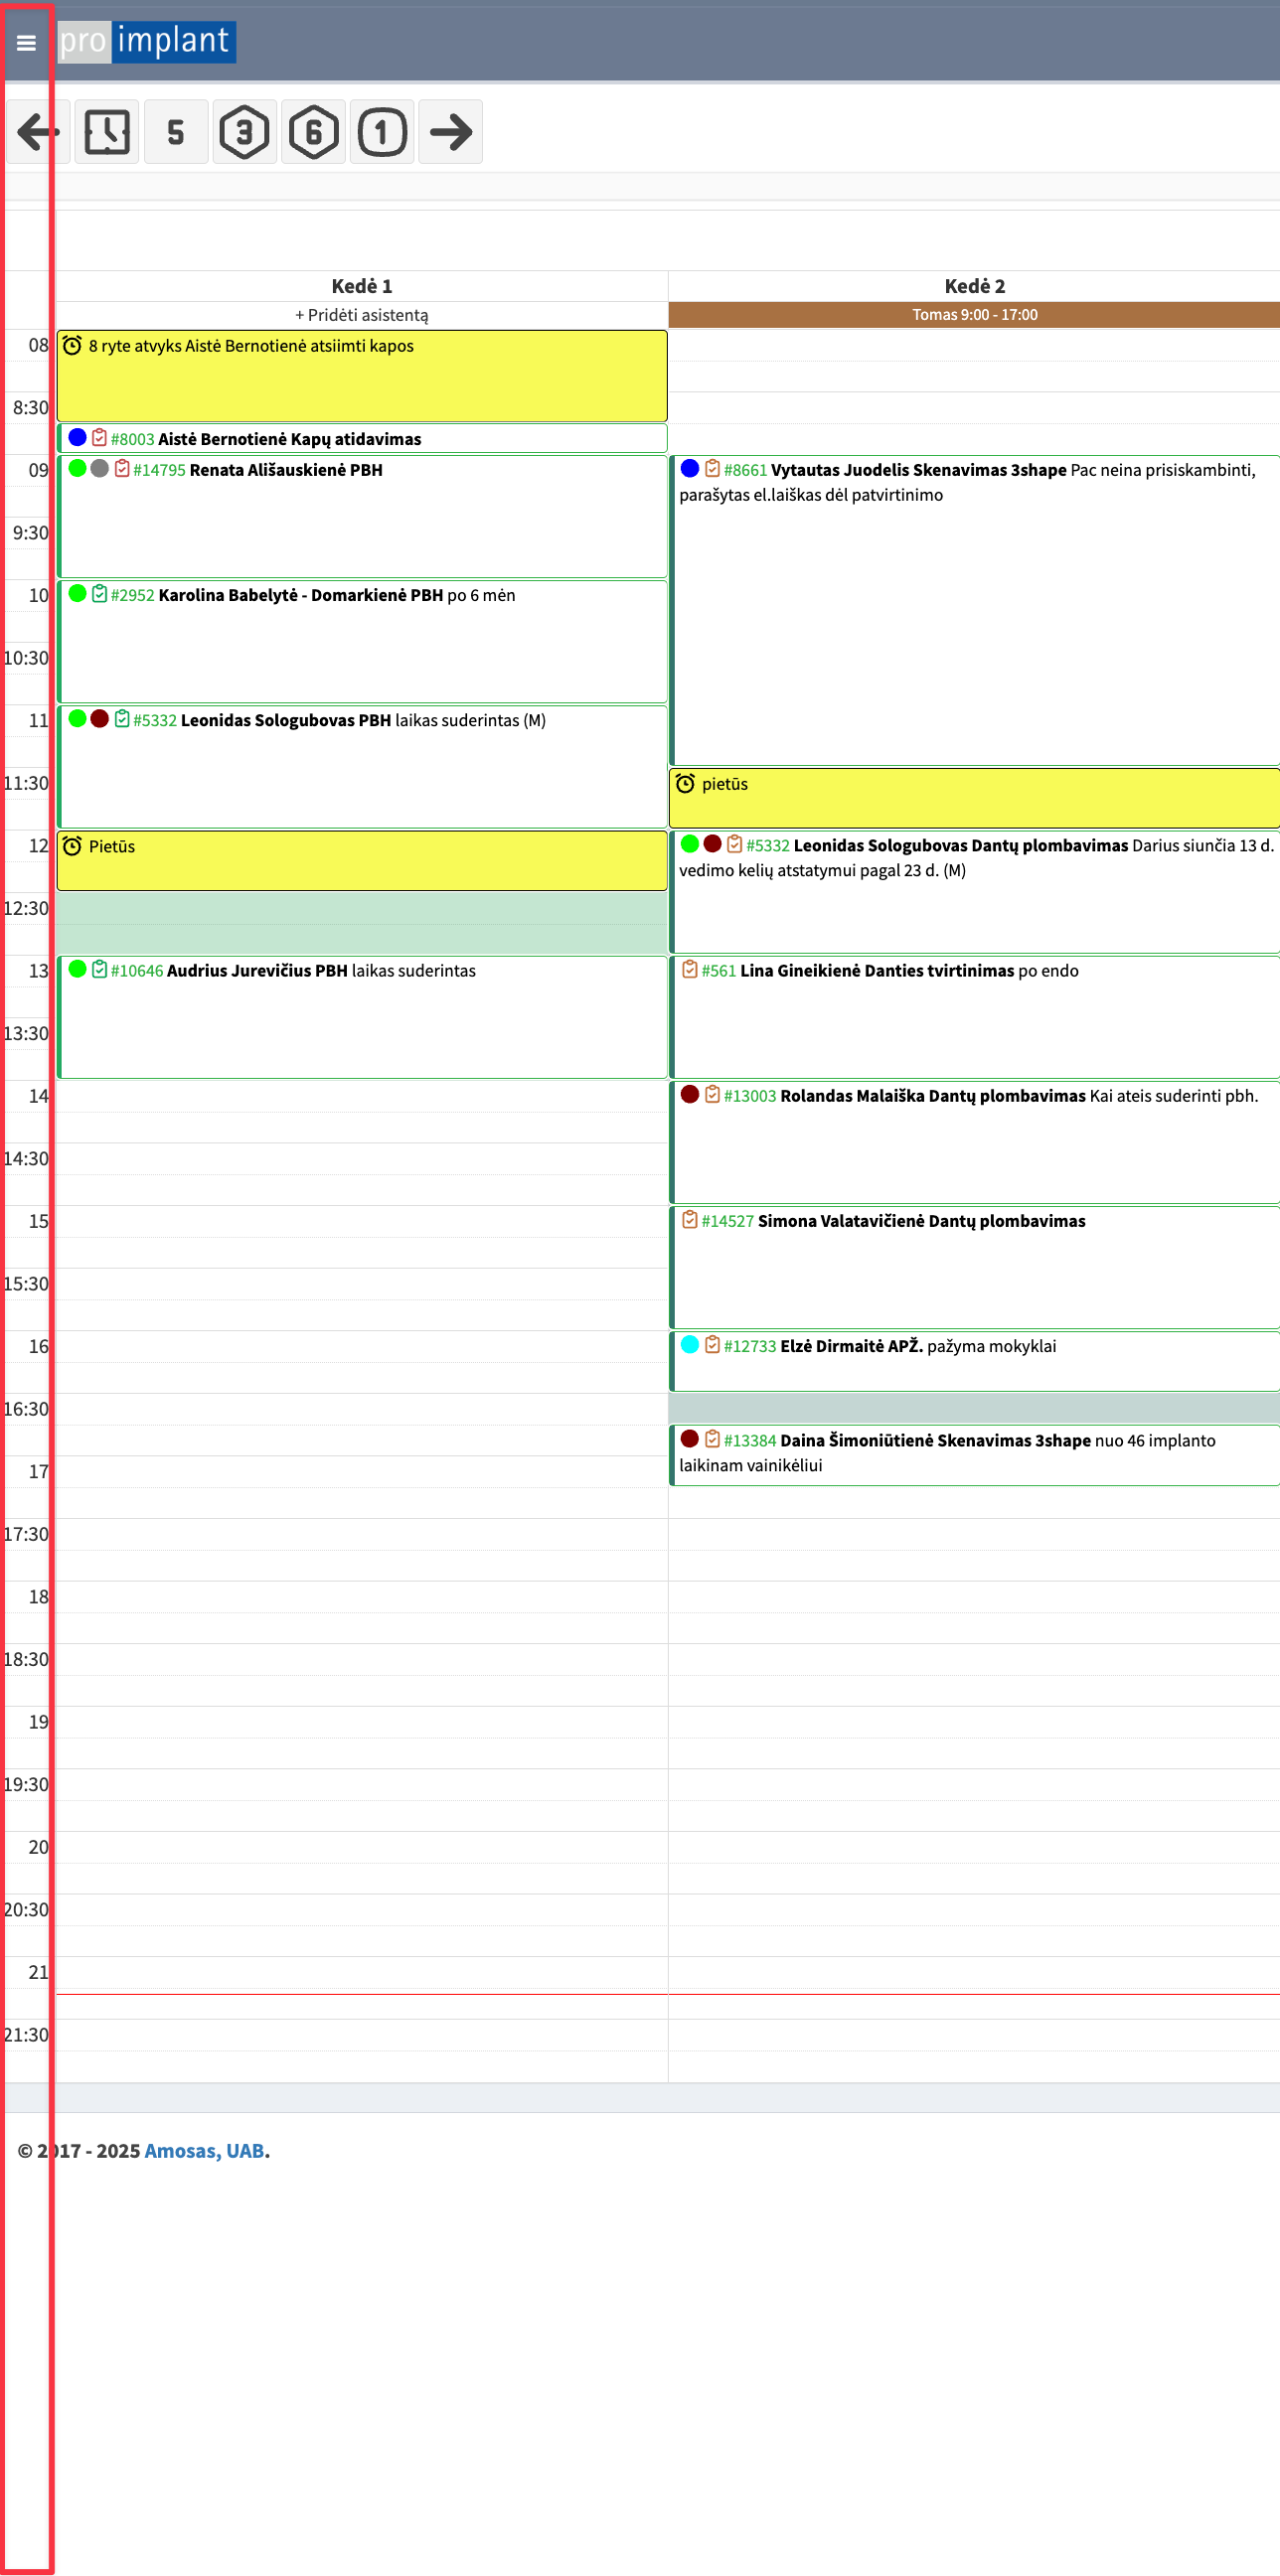 pro implant
5
3
6
1
Kedė 1
Kedė 2
+ Pridėti asistentą
Tomas 9:00 - 17:00
08
8 ryte atvyks Aistė Bernotienė atsiimti kapos
8:30
#8003 Aistė Bernotienė Kapų atidavimas
09
#14795 Renata Ališauskienė PBH
#8661 Vytautas Juodelis Skenavimas 3shape Pac neina prisiskambinti,
parašytas el.laiškas dėl patvirtinimo
9:30
10
#2952 Karolina Babelytė - Domarkienė PBH po 6 mėn
10:30
11
#5332 Leonidas Sologubovas PBH laikas suderintas (M)
11:30
pietūs
12
Pietūs
#5332 Leonidas Sologubovas Dantų plombavimas Darius siunčia 13 d.
vedimo kelių atstatymui pagal 23 d. (M)
12:30
13
#10646 Audrius Jurevičius PBH laikas suderintas
#561 Lina Gineikienė Danties tvirtinimas po endo
13:30
14
#13003 Rolandas Malaiška Dantų plombavimas Kai ateis suderinti pbh.
14:30
15
#14527 Simona Valatavičienė Dantų plombavimas
15:30
16
#12733 Elzė Dirmaitė APŽ. pažyma mokyklai
16:30
#13384 Daina Šimoniūtienė Skenavimas 3shape nuo 46 implanto
laikinam vainikėliui
17
17:30
18
18:30
19
19:30
20
20:30
21
21:30
© 2017 - 2025 Amosas, UAB.